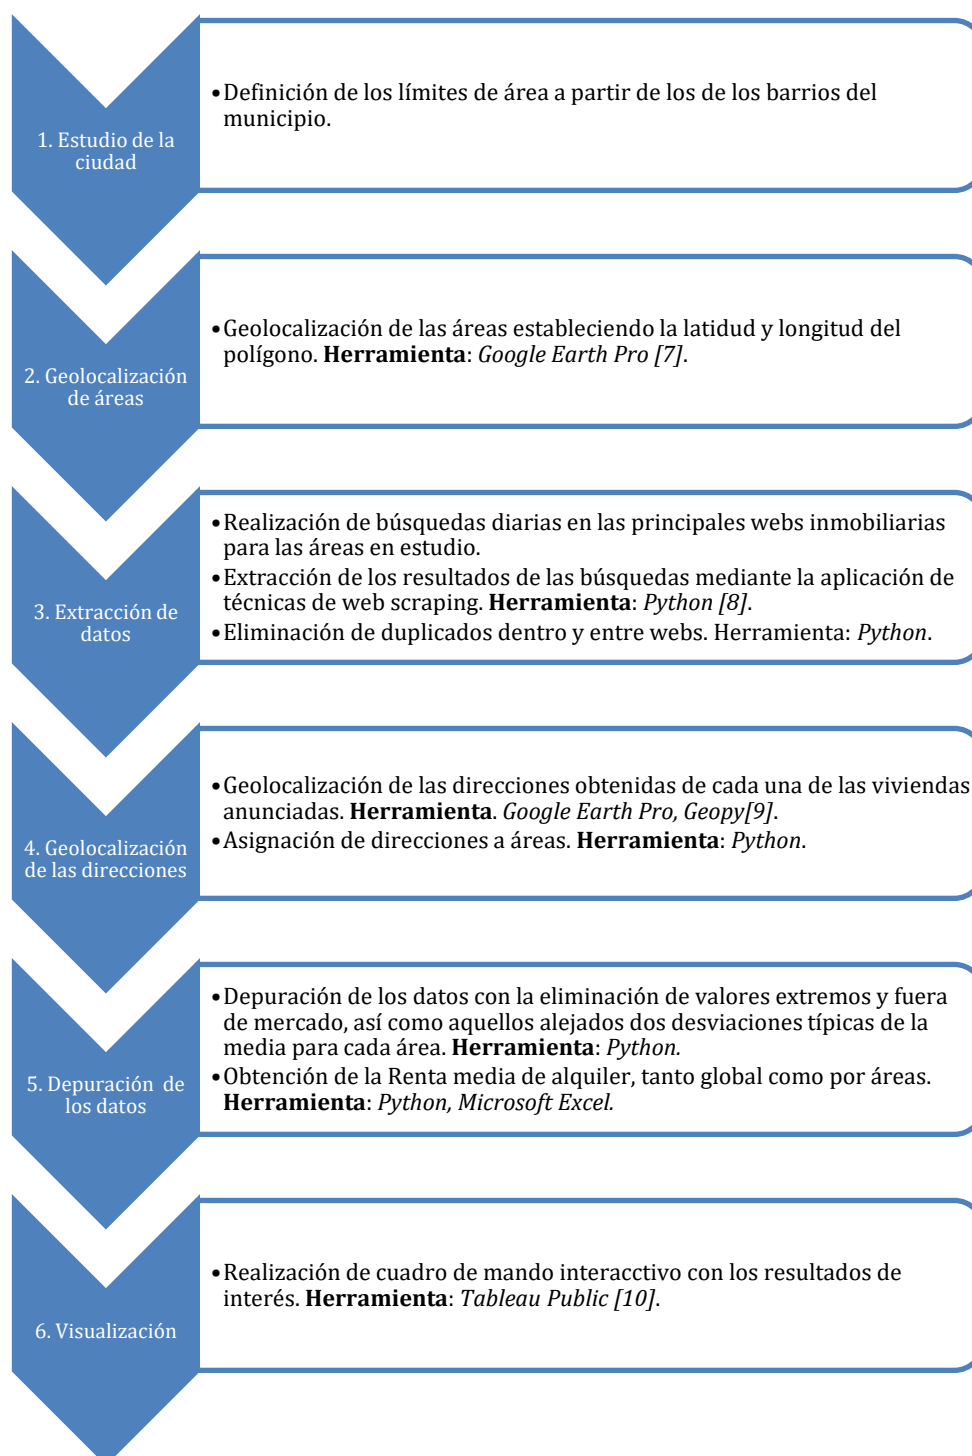 1. Estudio de la
ciudad
•Definición de los límites de área a partir de los de los barrios del
municipio.
2. Geolocalización
de áreas
•Geolocalización de las áreas estableciendo la latidud y longitud del
polígono. Herramienta: Google Earth Pro [7].
3. Extracción de
datos
•Realización de búsquedas diarias en las principales webs inmobiliarias
para las áreas en estudio.
•Extracción de los resultados de las búsquedas mediante la aplicación de
técnicas de web scraping. Herramienta: Python [8].
•Eliminación de duplicados dentro y entre webs. Herramienta: Python.
4. Geolocalización
de las direcciones
•Geolocalización de las direcciones obtenidas de cada una de las viviendas
anunciadas. Herramienta. Google Earth Pro, Geopy[9].
•Asignación de direcciones a áreas. Herramienta: Python.
5. Depuración de
los datos
•Depuración de los datos con la eliminación de valores extremos y fuera
de mercado, así como aquellos alejados dos desviaciones típicas de la
media para cada área. Herramienta: Python.
•Obtención de la Renta media de alquiler, tanto global como por áreas.
Herramienta: Python, Microsoft Excel.
6. Visualización
•Realización de cuadro de mando interacctivo con los resultados de
interés. Herramienta: Tableau Public [10].